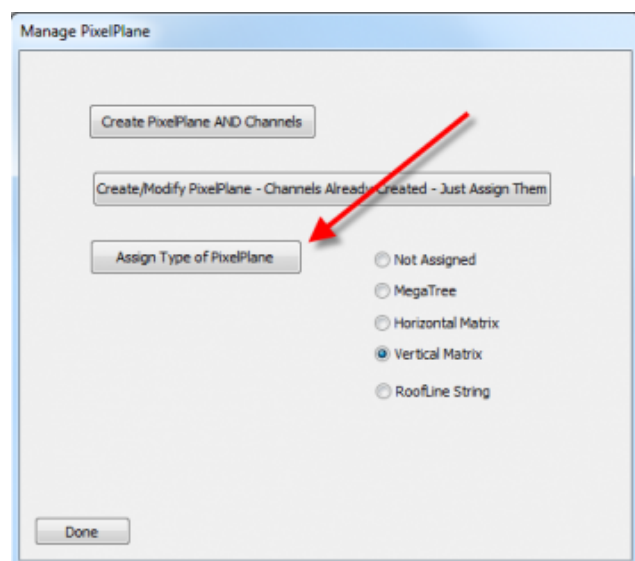 Manage PixelPlane
Create PixelPlane AND Channels
Create/Modify PixelPlane - Channels Already Created - Just Assign Them
Assign Type of PixelPlane
Not Assigned
MegaTree
Horizontal Matrix
Vertical Matrix
RoofLine String
Done